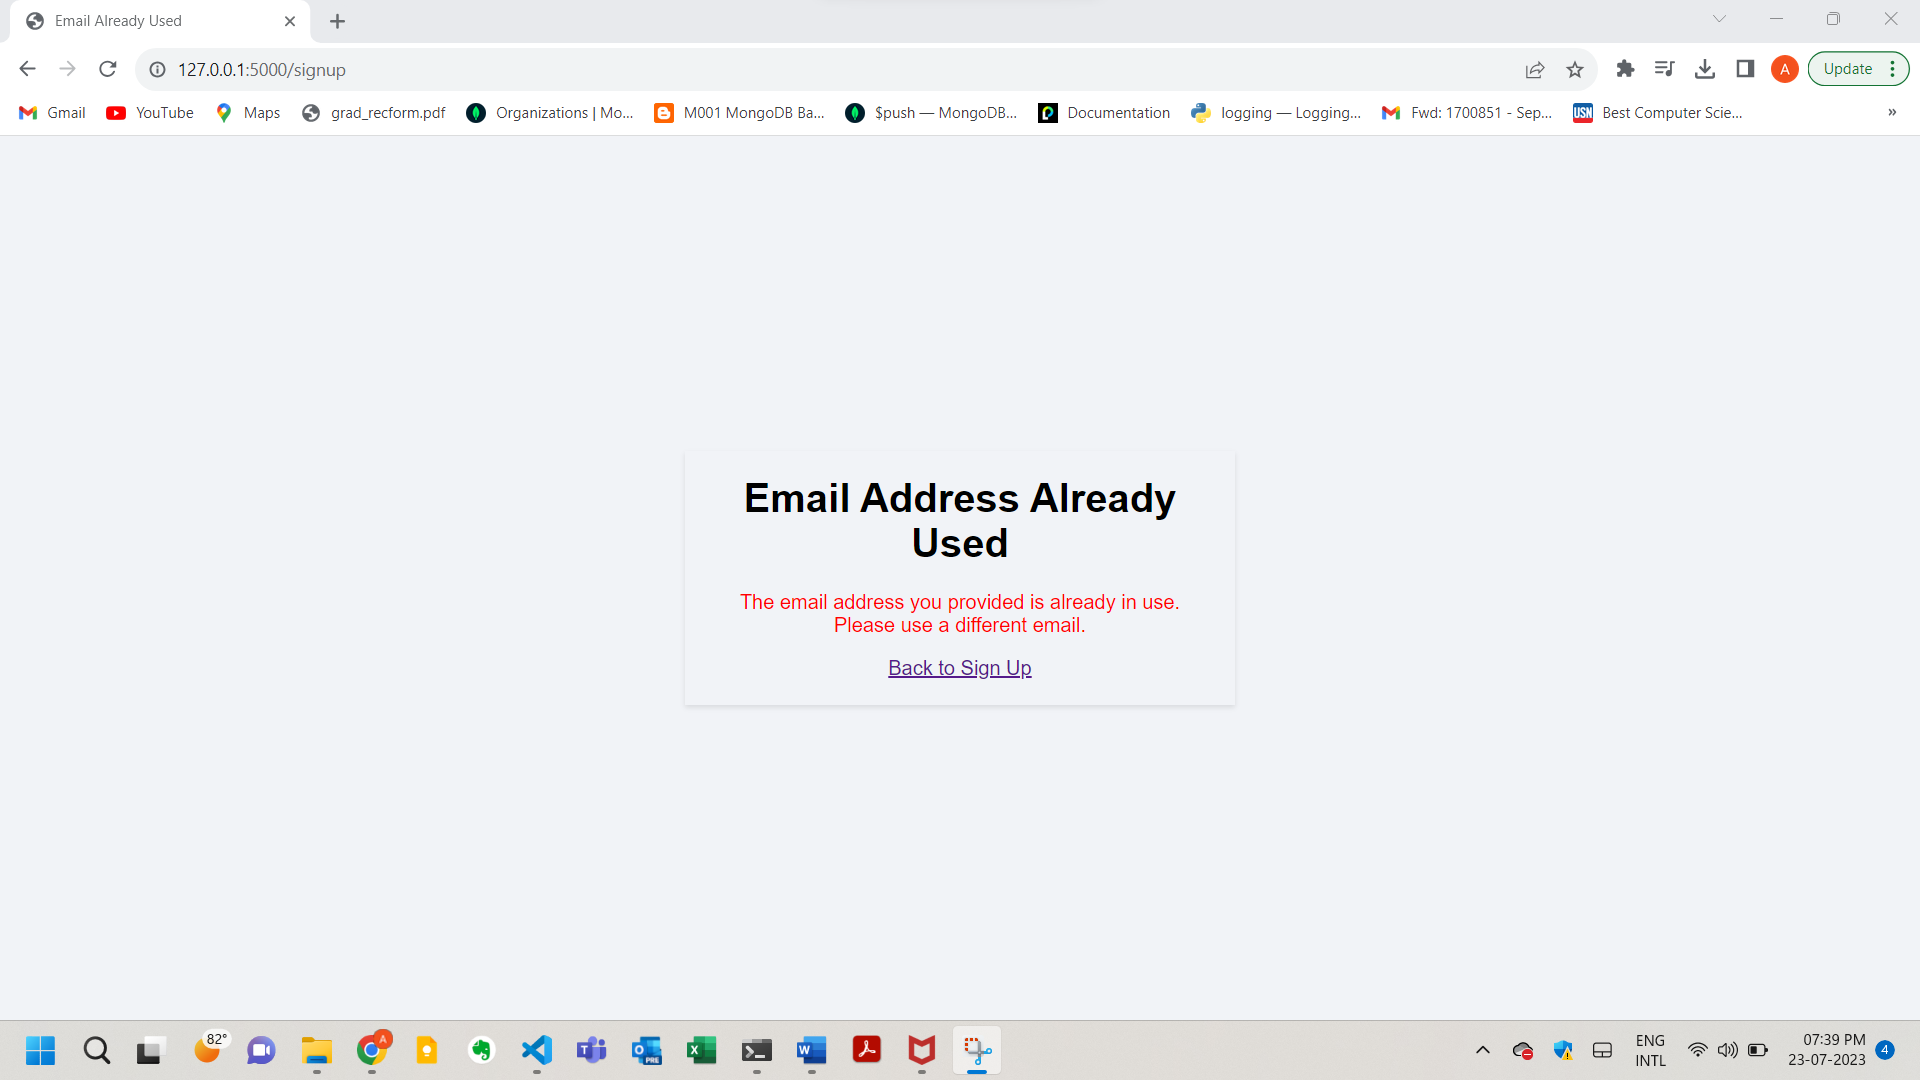 Email Already Used
127.0.0.1:5000/signup
A
Update
Gmail
YouTube
Maps
grad_recform.pdf
Organizations | Mo...
M001 MongoDB Ba...
$push — MongoDB...
Documentation
logging — Logging...
Fwd: 1700851 - Sep...
USN
Best Computer Scie...
»
Email Address Already
Used
The email address you provided is already in use.
Please use a different email.
Back to Sign Up
82°
A
PRE
ENG
INTL
07:39 PM
23-07-2023
4